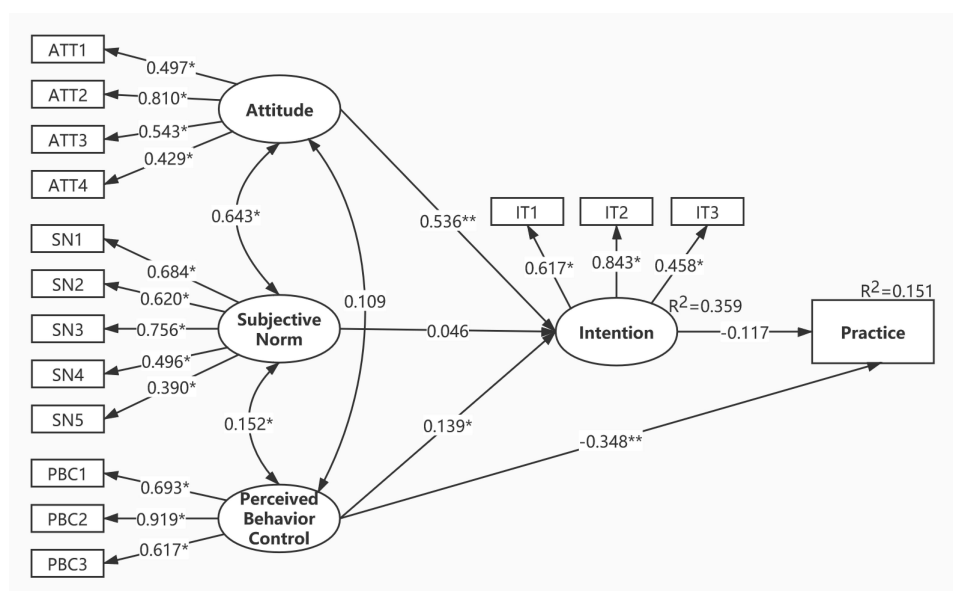 ATT1
0.497*
ATT2
0.810*
ATT3
0.543*
ATT4
0.429*
Attitude
0.643*
0.109
0.536**
SN1
0.684*
SN2
0.620*
SN3
0.756*
SN4
0.496*
SN5
0.390*
Subjective
Norm
0.046
0.152*
0.139*
PBC1
0.693*
PBC2
0.919*
PBC3
0.617*
Perceived
Behavior
Control
-0.348**
IT1
IT2
IT3
0.617*
0.843*
0.458*
Intention
R²=0.359
-0.117
R²=0.151
Practice